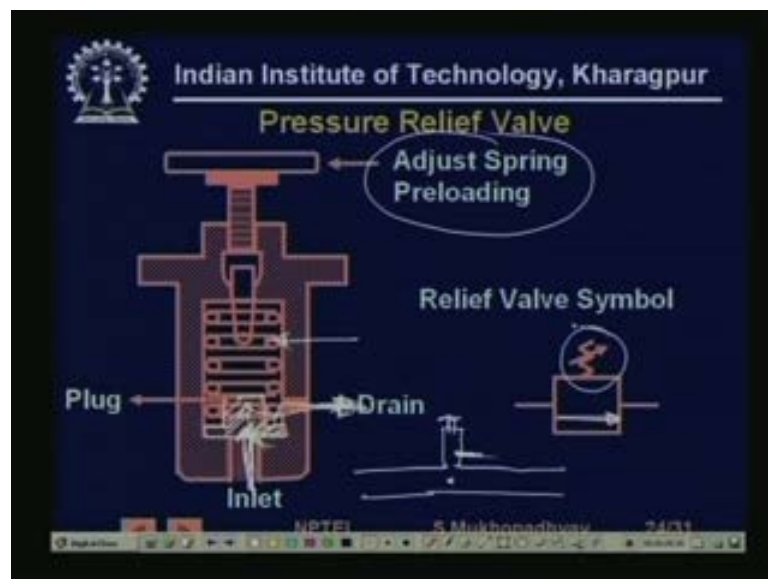 Indian Institute of Technology, Kharagpur
Pressure Relief Valve
Adjust Spring
Preloading
Relief Valve Symbol
Plug
Drain
Inlet
NPTEL S.Mukhopadhyay 24/31